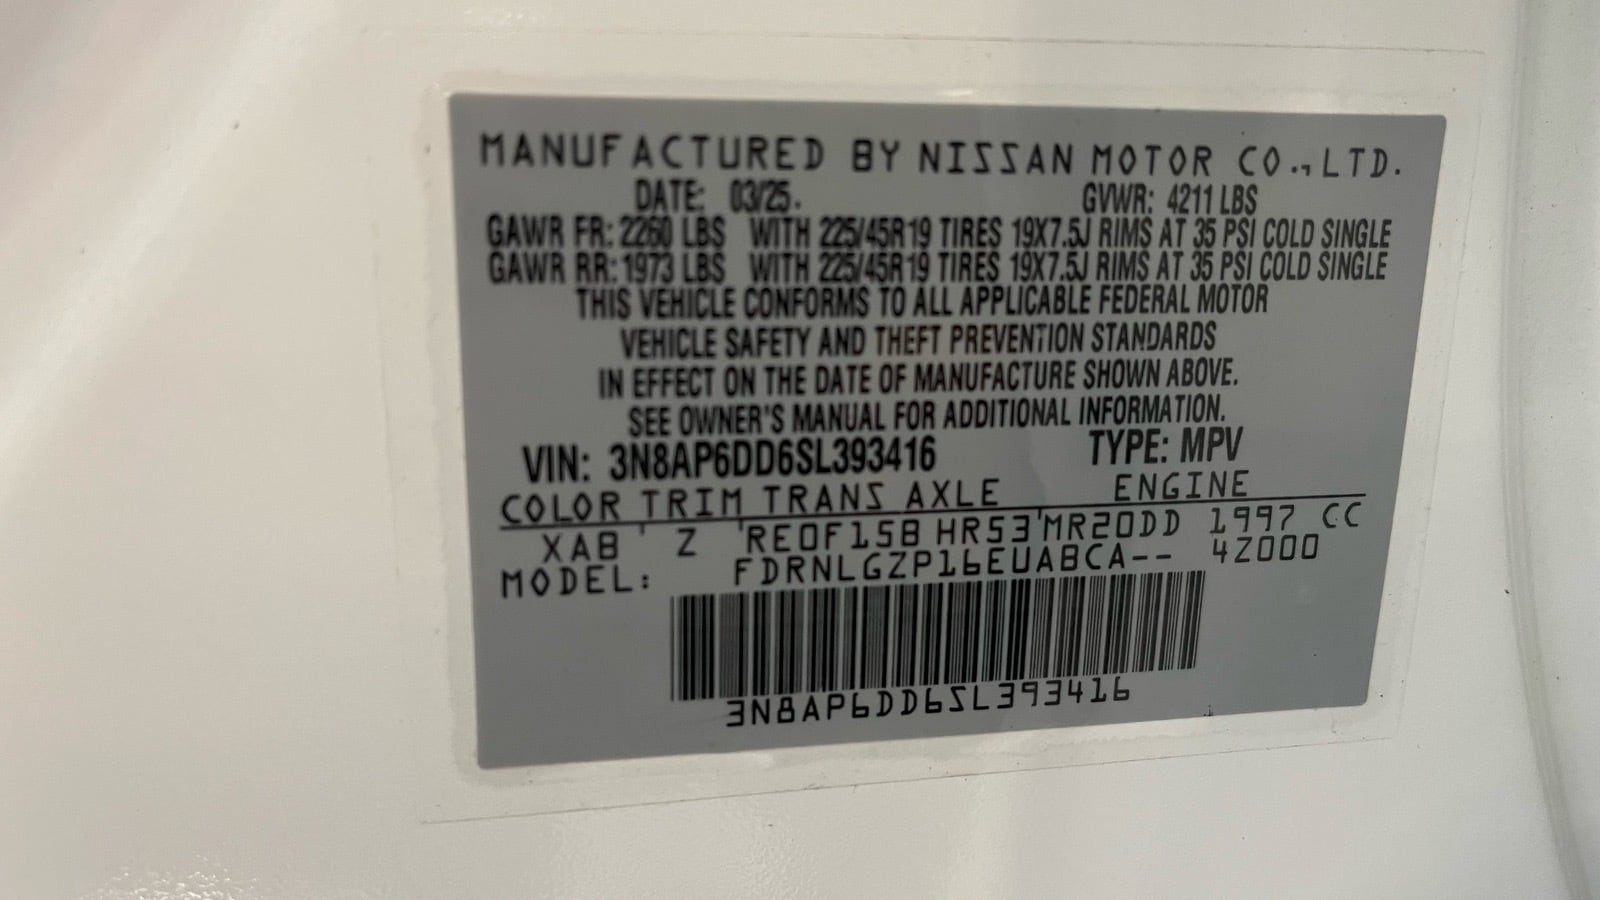 MANUFACTURED BY NISSAN MOTOR CO., LTD.
DATE: 03/25. GVWR: 4211 LBS
GAWR FR: 2260 LBS WITH 225/45R19 TIRES 19X7.5J RIMS AT 35 PSI COLD SINGLE
GAWR RR: 1973 LBS WITH 225/45R19 TIRES 19X7.5J RIMS AT 35 PSI COLD SINGLE
THIS VEHICLE CONFORMS TO ALL APPLICABLE FEDERAL MOTOR
VEHICLE SAFETY AND THEFT PREVENTION STANDARDS
IN EFFECT ON THE DATE OF MANUFACTURE SHOWN ABOVE.
SEE OWNER'S MANUAL FOR ADDITIONAL INFORMATION.
VIN: 3N8AP6DD6SL393416 TYPE: MPV
COLOR TRIM TRANS AXLE ENGINE
XAB ' Z 'RE0F15B HR53'MR20DD 1997 CC
MODEL: FDRNLGZP16EUABCA-- 4Z000
3N8AP6DD6SL393416